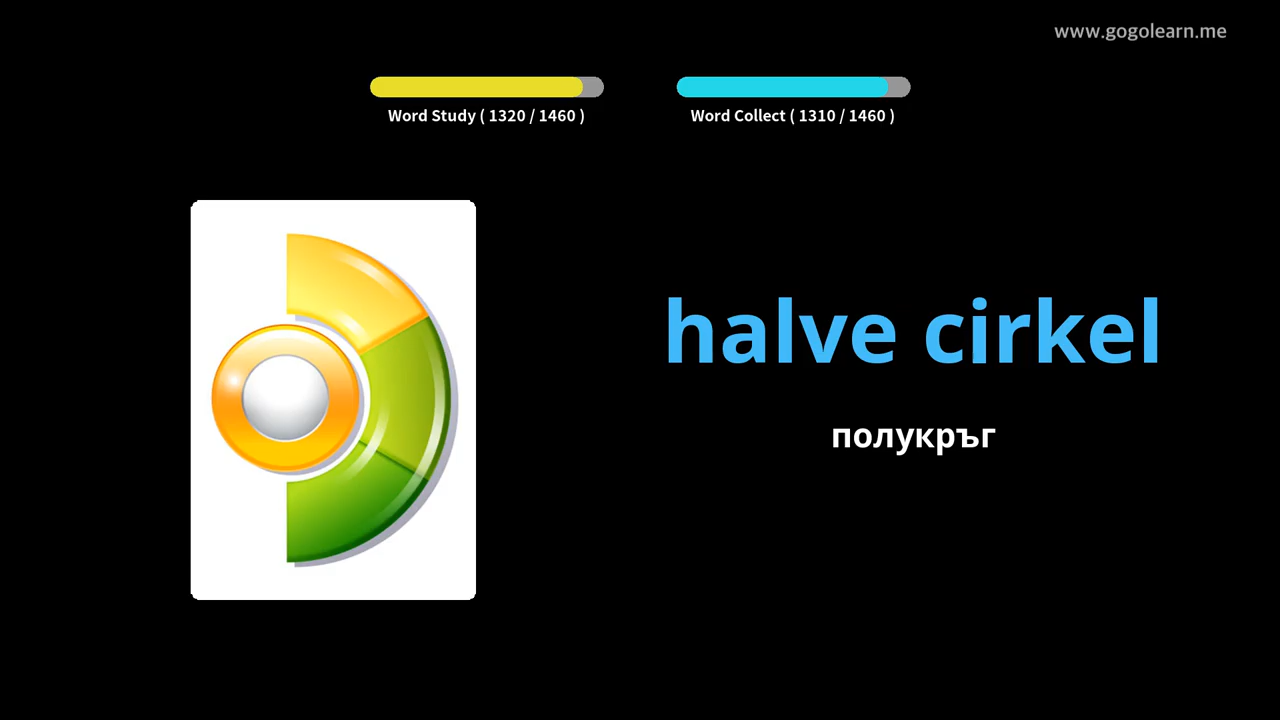 www.gogolearn.me
Word Study ( 1320 / 1460 )
Word Collect ( 1310 / 1460 )
halve cirkel
полукръг